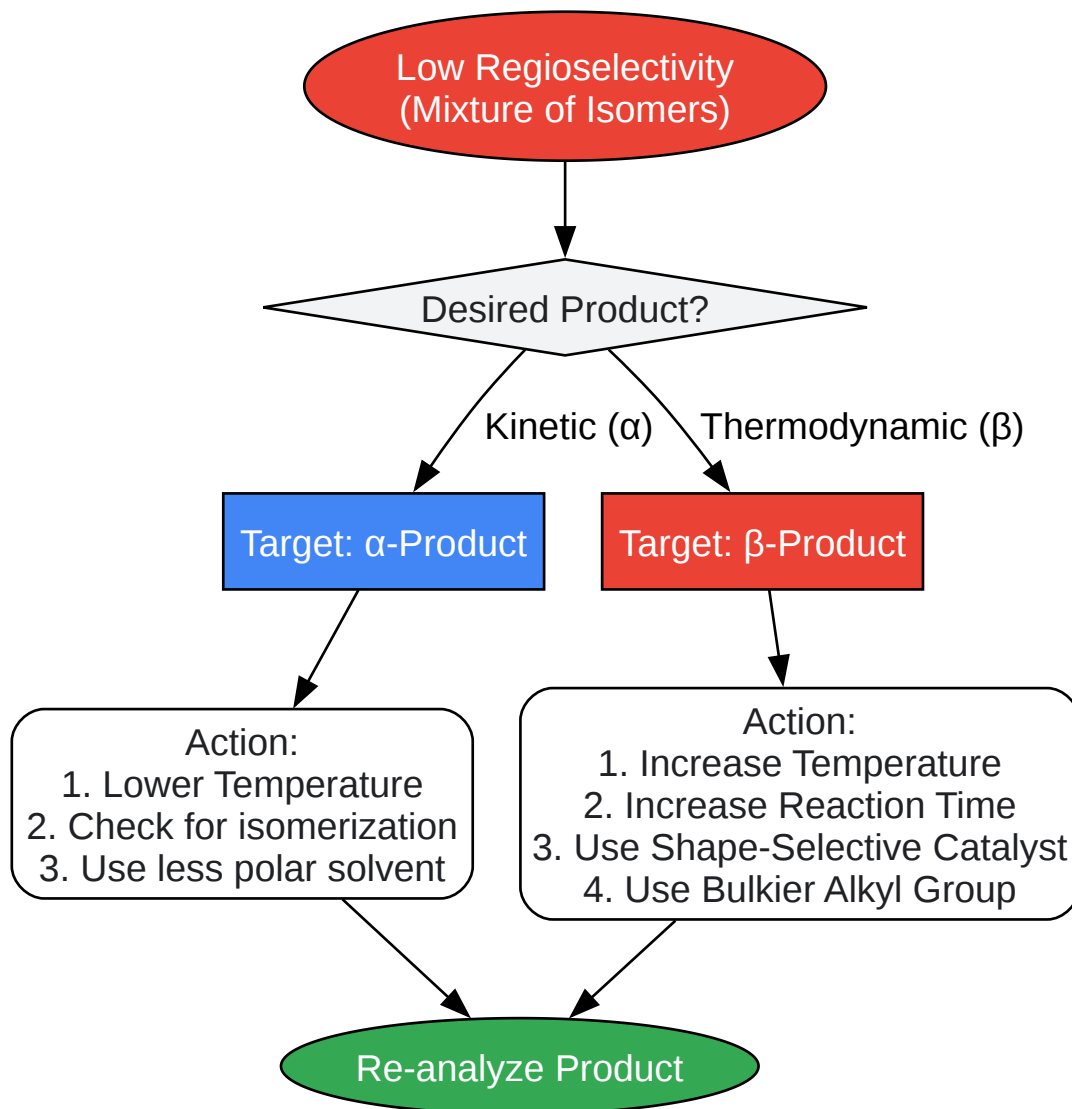 Low Regioselectivity
(Mixture of Isomers)
Desired Product?
Kinetic (α)
Thermodynamic (β)
Target: α-Product
Target: β-Product
Action:
1. Lower Temperature
2. Check for isomerization
3. Use less polar solvent
Action:
1. Increase Temperature
2. Increase Reaction Time
3. Use Shape-Selective Catalyst
4. Use Bulkier Alkyl Group
Re-analyze Product